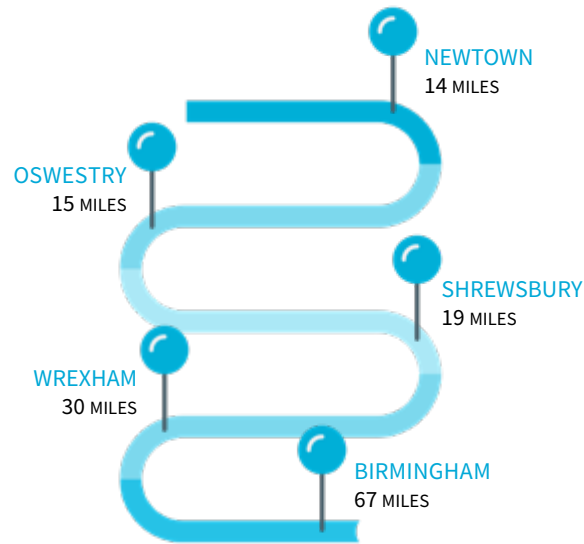 NEWTOWN
14 MILES
OSWESTRY
15 MILES
SHREWSBURY
19 MILES
WREXHAM
30 MILES
BIRMINGHAM
67 MILES